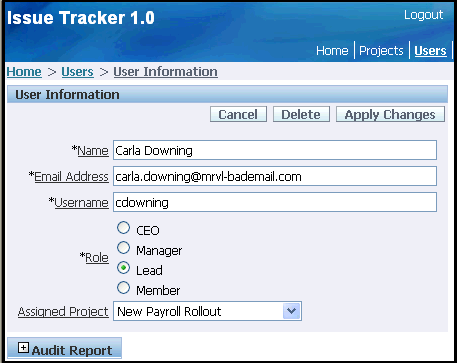 Issue Tracker 1.0
Logout
Home | Projects | Users
Home > Users > User Information
User Information
Cancel Delete Apply Changes
*Name Carla Downing
*Email Address carla.downing@mrvl-bademail.com
*Username cdowning
*Role
CEO
Manager
Lead
Member
Assigned Project New Payroll Rollout
Audit Report